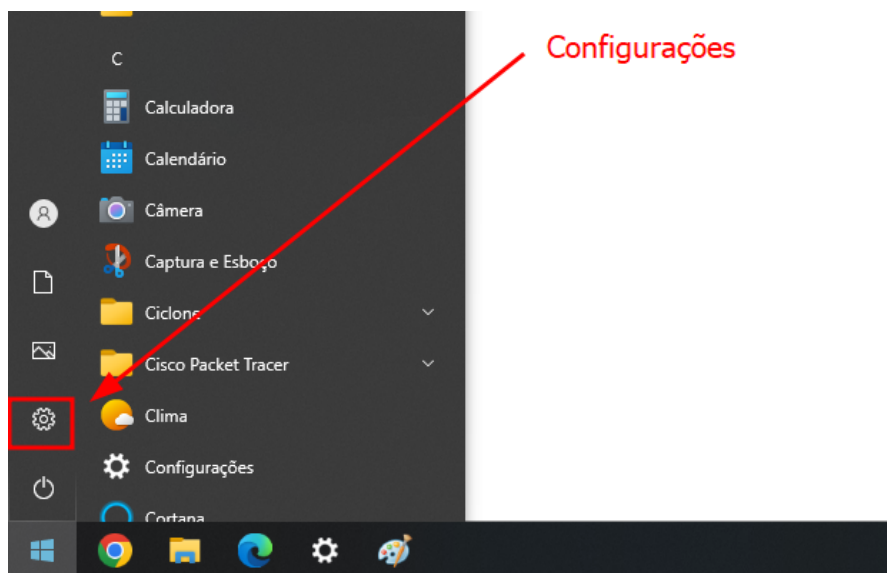 Configurações
C
Calculadora
Calendário
Câmera
Captura e Esboço
Ciclone
Cisco Packet Tracer
Clima
Configurações
Cortana